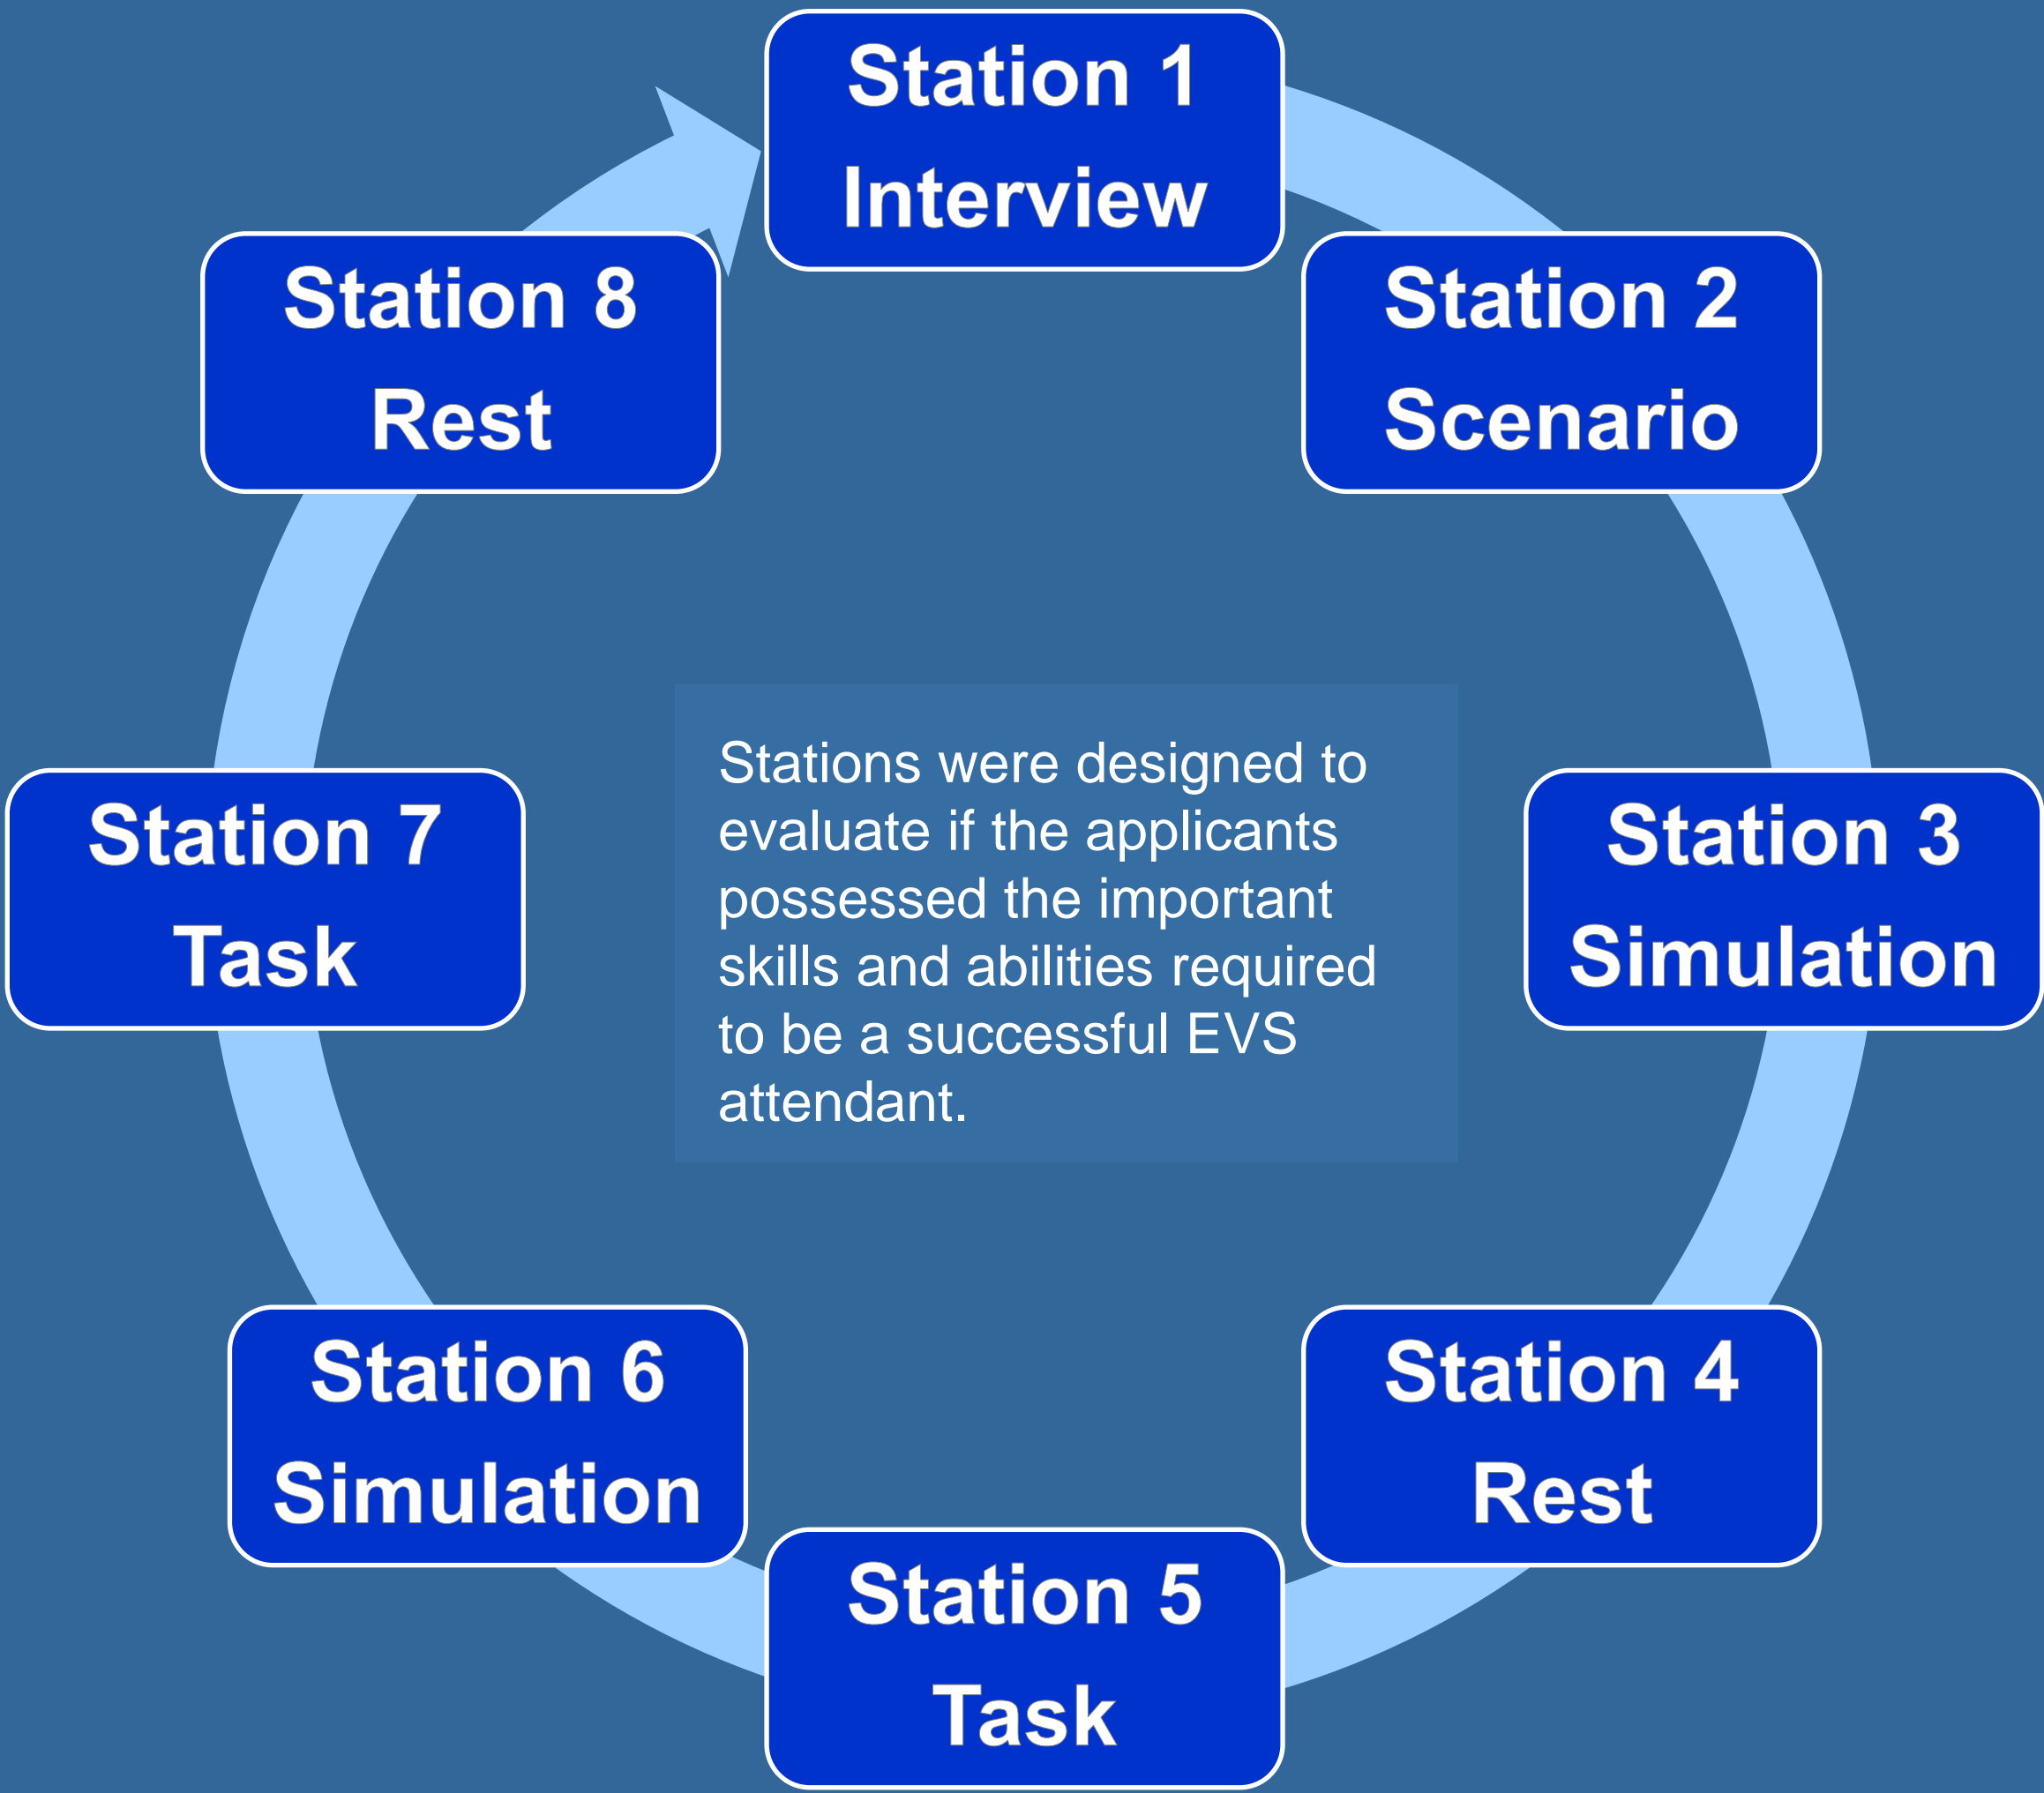 Station 1
Interview
Station 2
Scenario
Station 3
Simulation
Station 4
Rest
Station 5
Task
Station 6
Simulation
Station 7
Task
Station 8
Rest
Stations were designed to
evaluate if the applicants
possessed the important
skills and abilities required
to be a successful EVS
attendant.